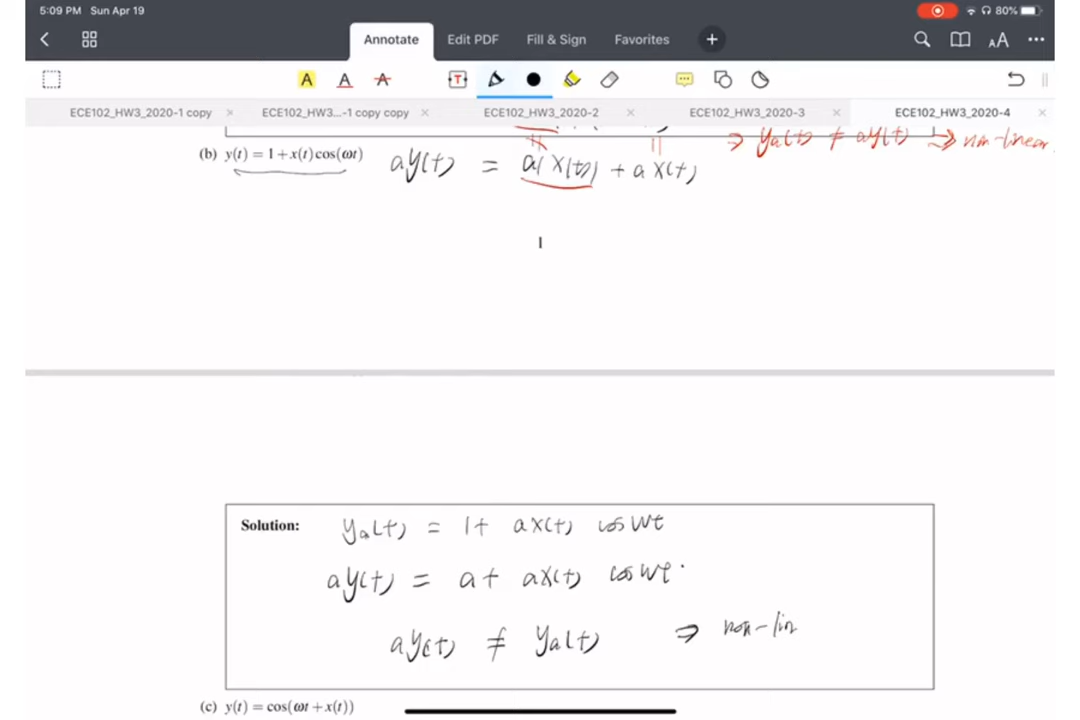 5:09 PM Sun Apr 19 80%
Annotate Edit PDF Fill & Sign Favorites +
A A A T
ECE102_HW3_2020-1 copy × ECE102_HW3...-1 copy copy × ECE102_HW3_2020-2 × ECE102_HW3_2020-3 × ECE102_HW3_2020-4 ×
⇒ ya(t) ≠ ay(t) ⇒ non-linear
(b) y(t) = 1+x(t)cos(ωt) ay(t) = a|x(t)| + ax(t)
1
Solution: ya(t) = 1+ ax(t) cos wt
ay(t) = a+ ax(t) cos wt.
ay(t) ≠ ya(t) ⇒ non-lin
(c) y(t) = cos(ωt+x(t))